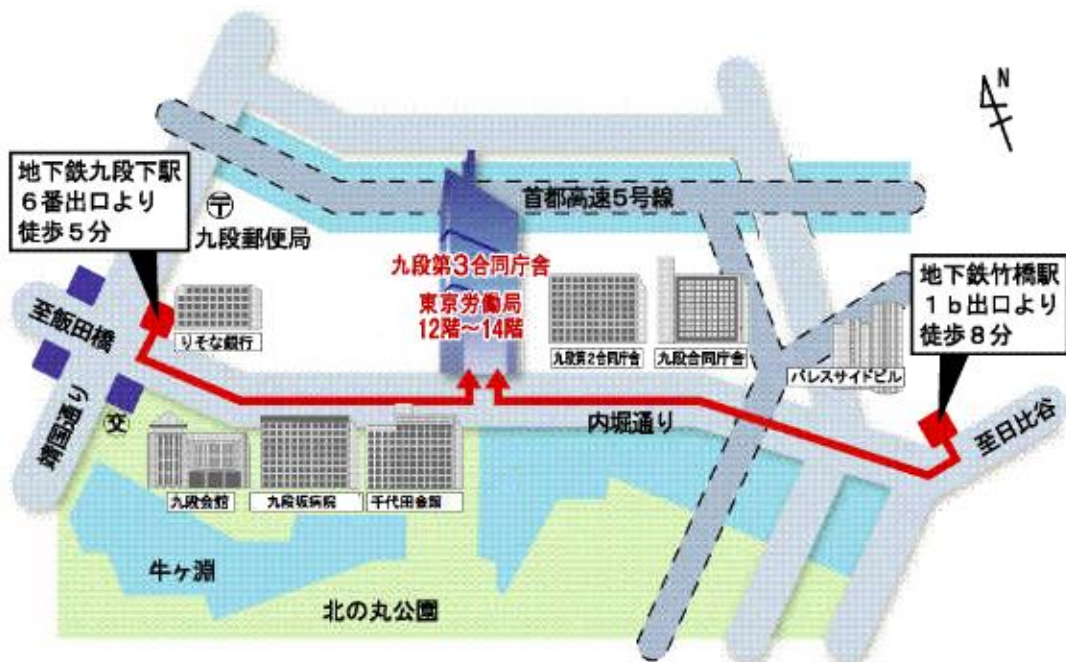 N
地下鉄九段下駅
6番出口より
徒歩5分
〒
九段郵便局
首都高速5号線
九段第3合同庁舎
東京労働局
12階～14階
地下鉄竹橋駅
1b出口より
徒歩8分
至飯田橋
りそな銀行
九段第2合同庁舎
九段合同庁舎
パレスサイドビル
靖国通り
交
内堀通り
至日比谷
九段会館
九段坂病院
千代田会館
牛ヶ淵
北の丸公園